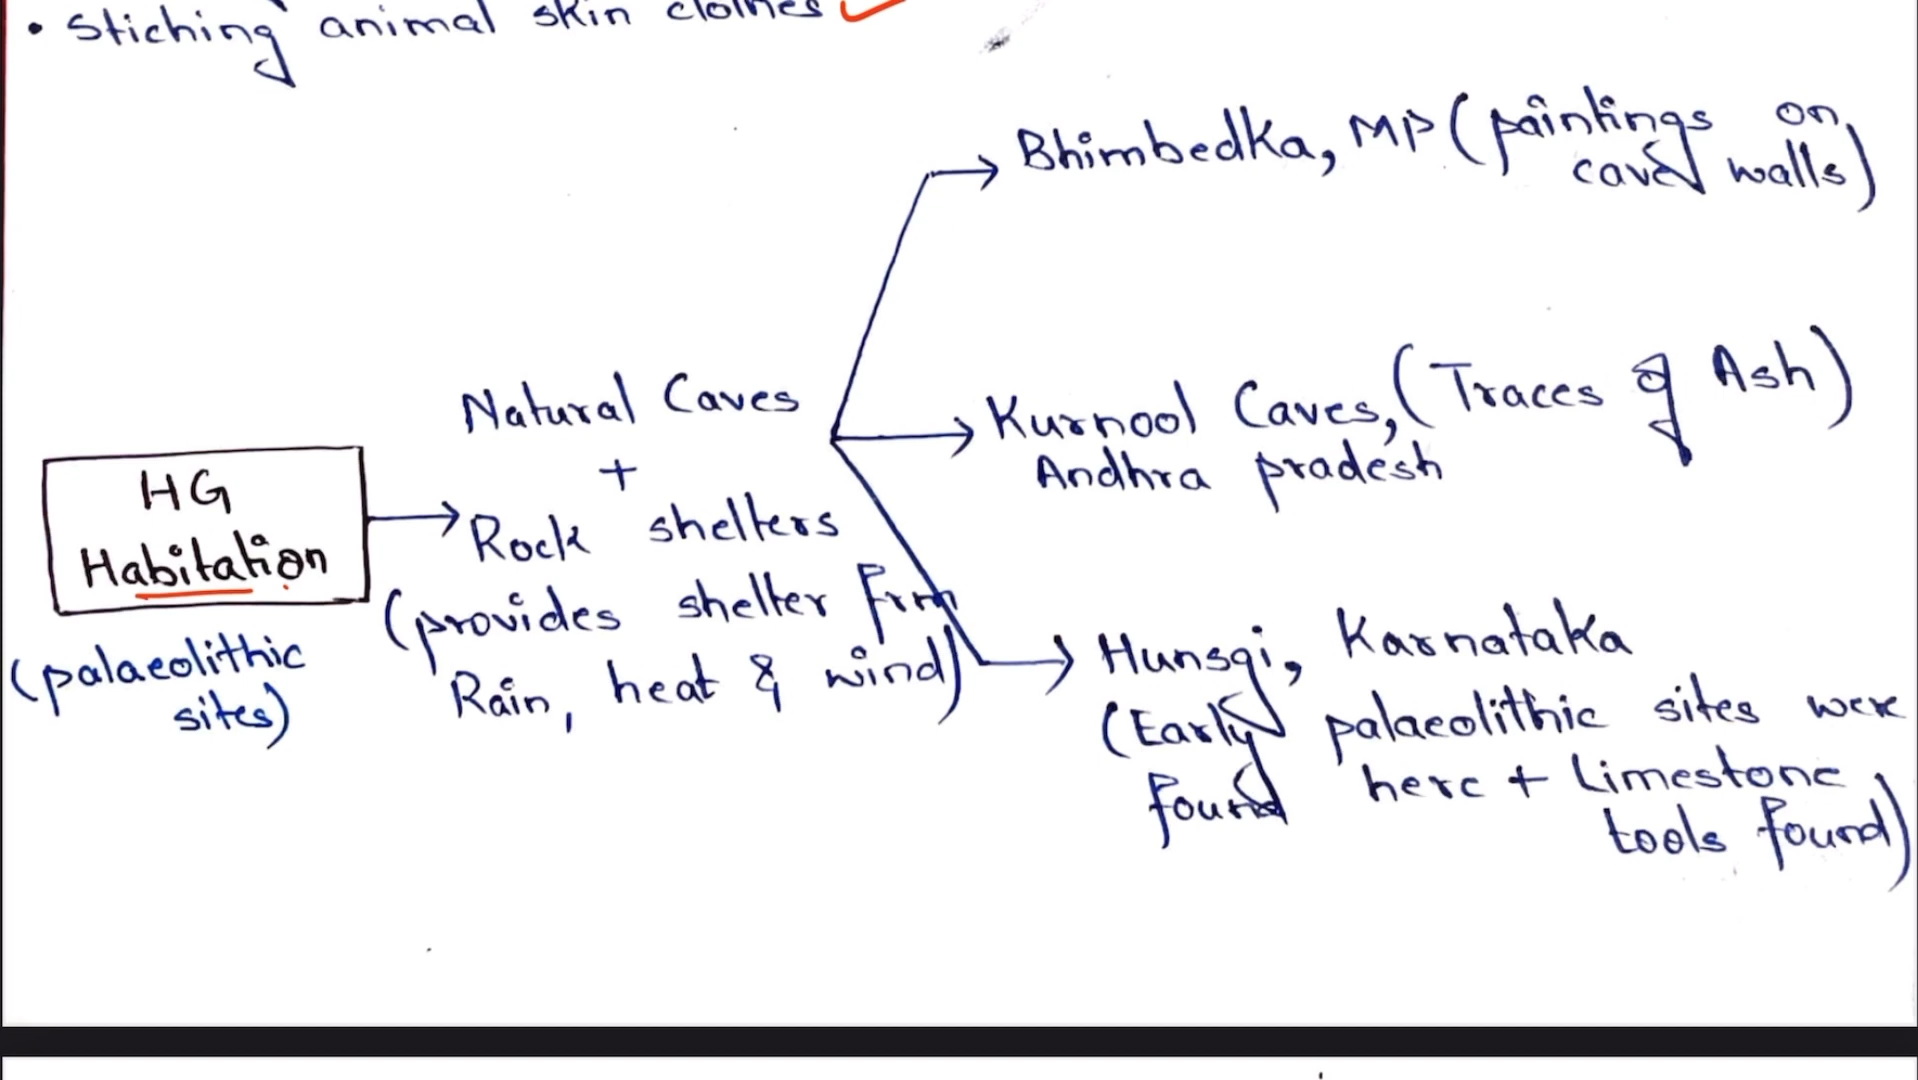 • Stiching animal skin clothes
Bhimbedka, MP (paintings on
cave walls)
Natural Caves
+
Rock shelters
(provides shelter frm
Rain, heat & wind)
Kurnool Caves, (Traces of Ash)
Andhra pradesh
HG
Habitation
(palaeolithic
sites)
Hunsgi, Karnataka
(Early palaeolithic sites were
found here + Limestone
tools found)